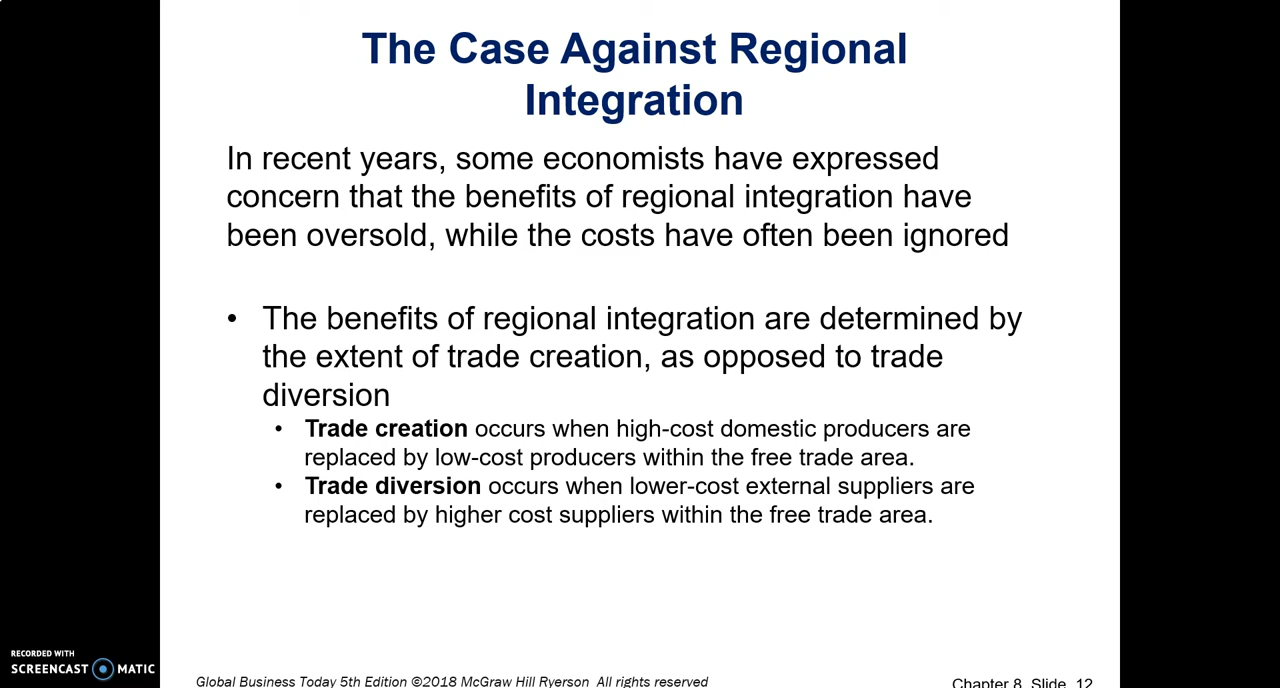 The Case Against Regional
Integration
In recent years, some economists have expressed
concern that the benefits of regional integration have
been oversold, while the costs have often been ignored
• The benefits of regional integration are determined by
the extent of trade creation, as opposed to trade
diversion
• Trade creation occurs when high-cost domestic producers are
replaced by low-cost producers within the free trade area.
• Trade diversion occurs when lower-cost external suppliers are
replaced by higher cost suppliers within the free trade area.
RECORDED WITH
SCREENCAST MATIC
Global Business Today 5th Edition ©2018 McGraw Hill Ryerson All rights reserved
Chapter 8, Slide 12